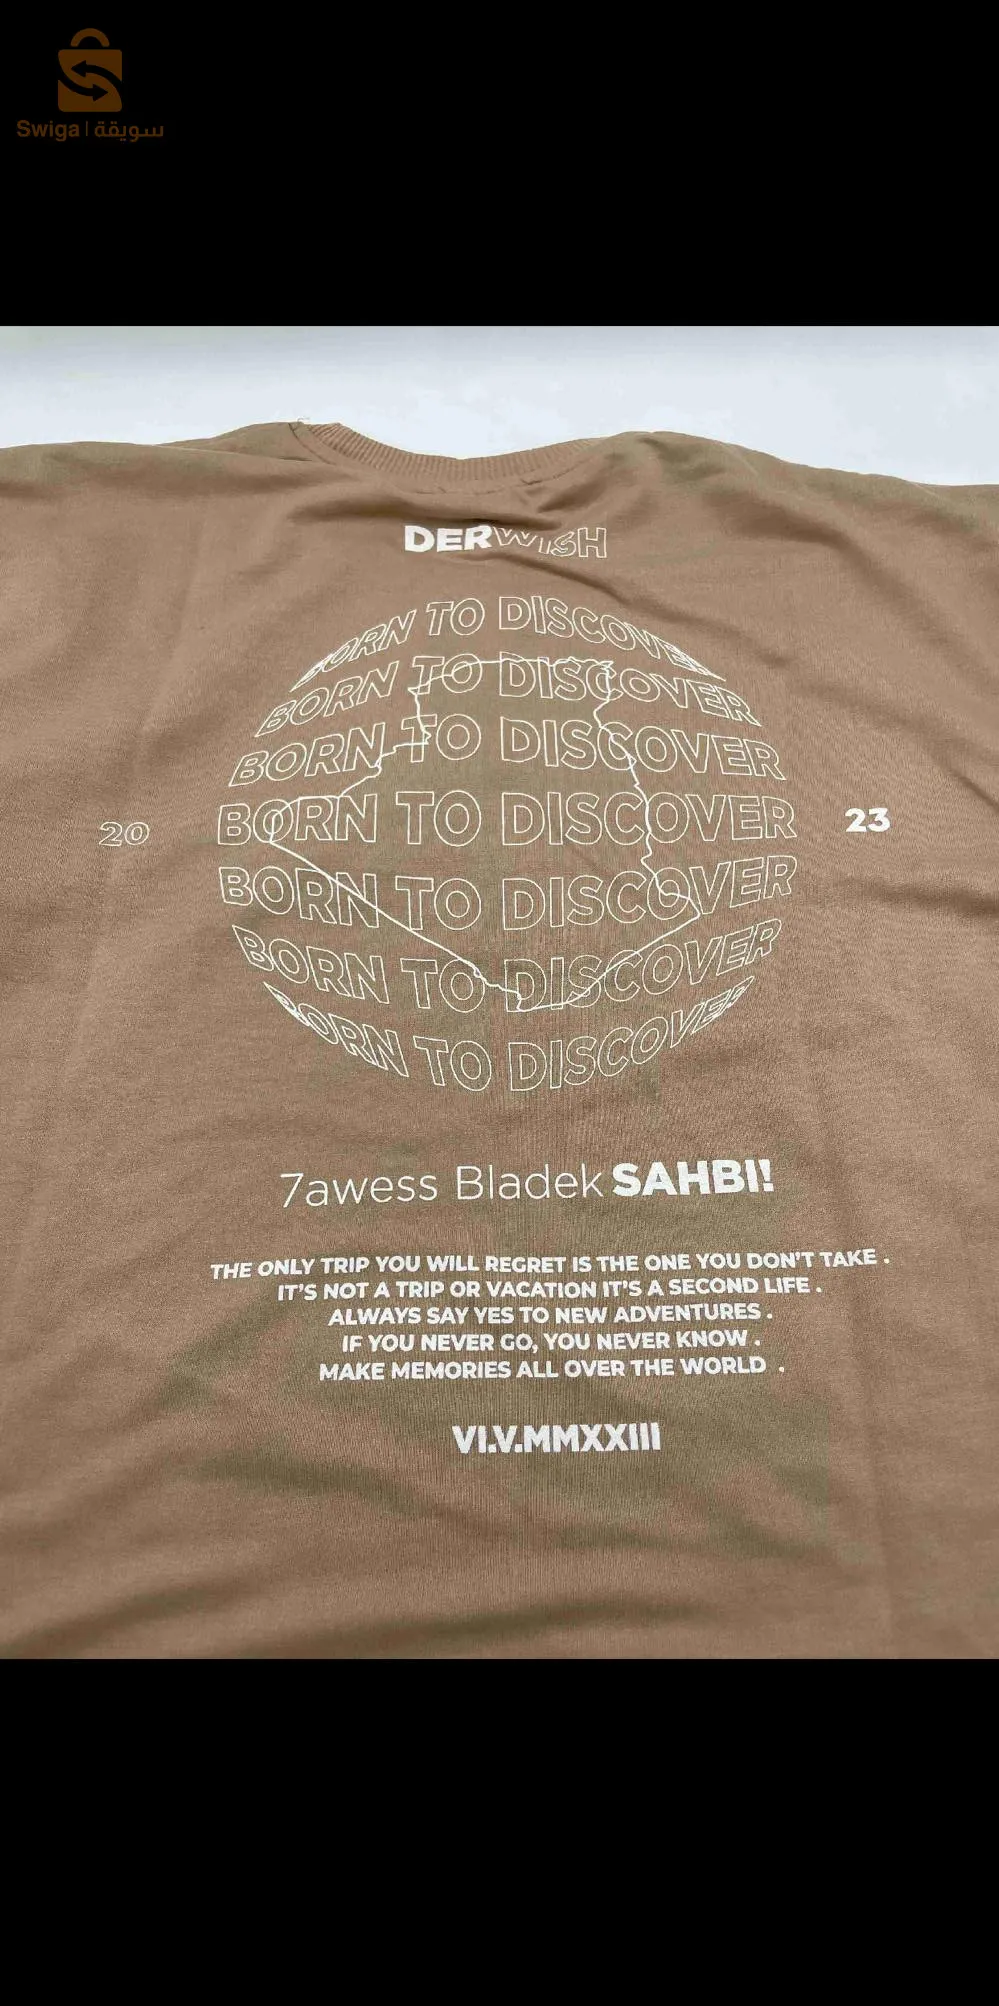 Swiga | سويقة
DERWISH
BORN TO DISCOVER
BORN TO DISCOVER
BORN TO DISCOVER
20 BORN TO DISCOVER 23
BORN TO DISCOVER
BORN TO DISCOVER
BORN TO DISCOVER
7awess Bladek SAHBI!
THE ONLY TRIP YOU WILL REGRET IS THE ONE YOU DON'T TAKE .
IT'S NOT A TRIP OR VACATION IT'S A SECOND LIFE .
ALWAYS SAY YES TO NEW ADVENTURES .
IF YOU NEVER GO, YOU NEVER KNOW .
MAKE MEMORIES ALL OVER THE WORLD .
VI.V.MMXXIII